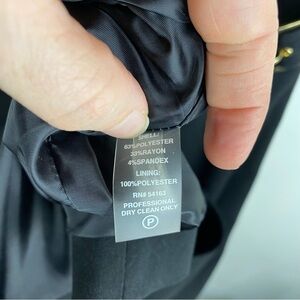 SHELL:
63%POLYESTER
33%RAYON
4%SPANDEX
LINING:
100%POLYESTER
RN# 54163
PROFESSIONAL
DRY CLEAN ONLY
P